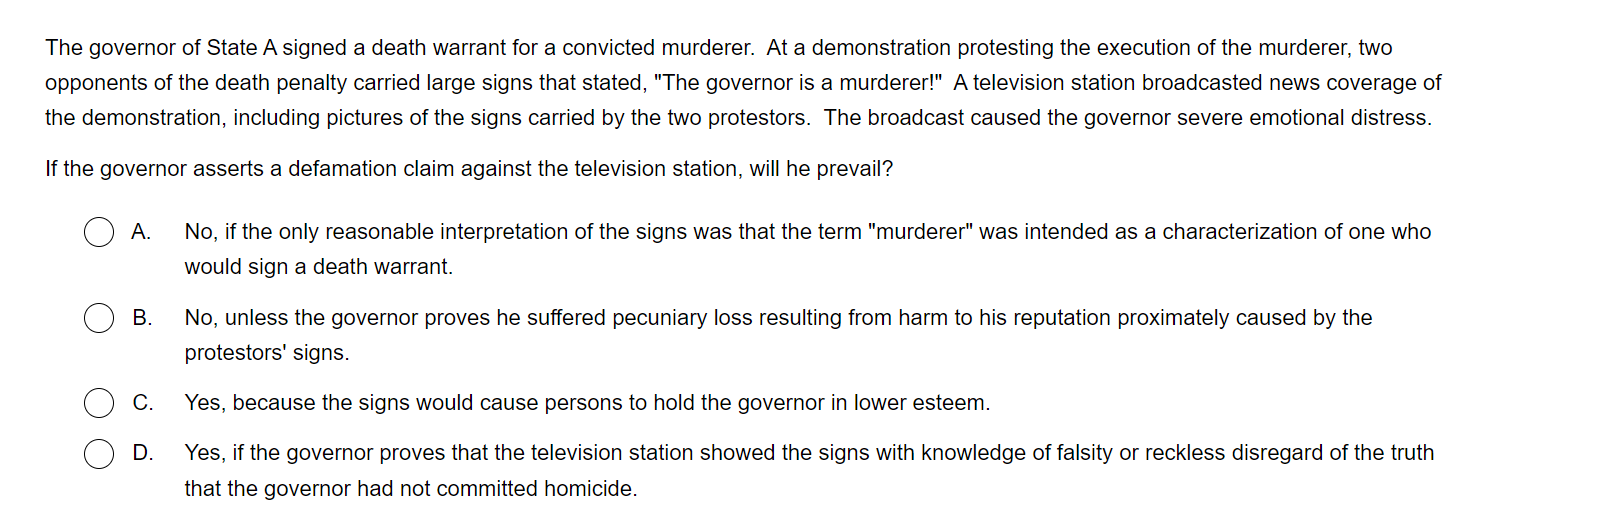 The governor of State A signed a death warrant for a convicted murderer.  At a demonstration protesting the execution of the murderer, two
opponents of the death penalty carried large signs that stated, "The governor is a murderer!"  A television station broadcasted news coverage of
the demonstration, including pictures of the signs carried by the two protestors.  The broadcast caused the governor severe emotional distress.
If the governor asserts a defamation claim against the television station, will he prevail?
A. No, if the only reasonable interpretation of the signs was that the term "murderer" was intended as a characterization of one who
would sign a death warrant.
B. No, unless the governor proves he suffered pecuniary loss resulting from harm to his reputation proximately caused by the
protestors' signs.
C. Yes, because the signs would cause persons to hold the governor in lower esteem.
D. Yes, if the governor proves that the television station showed the signs with knowledge of falsity or reckless disregard of the truth
that the governor had not committed homicide.